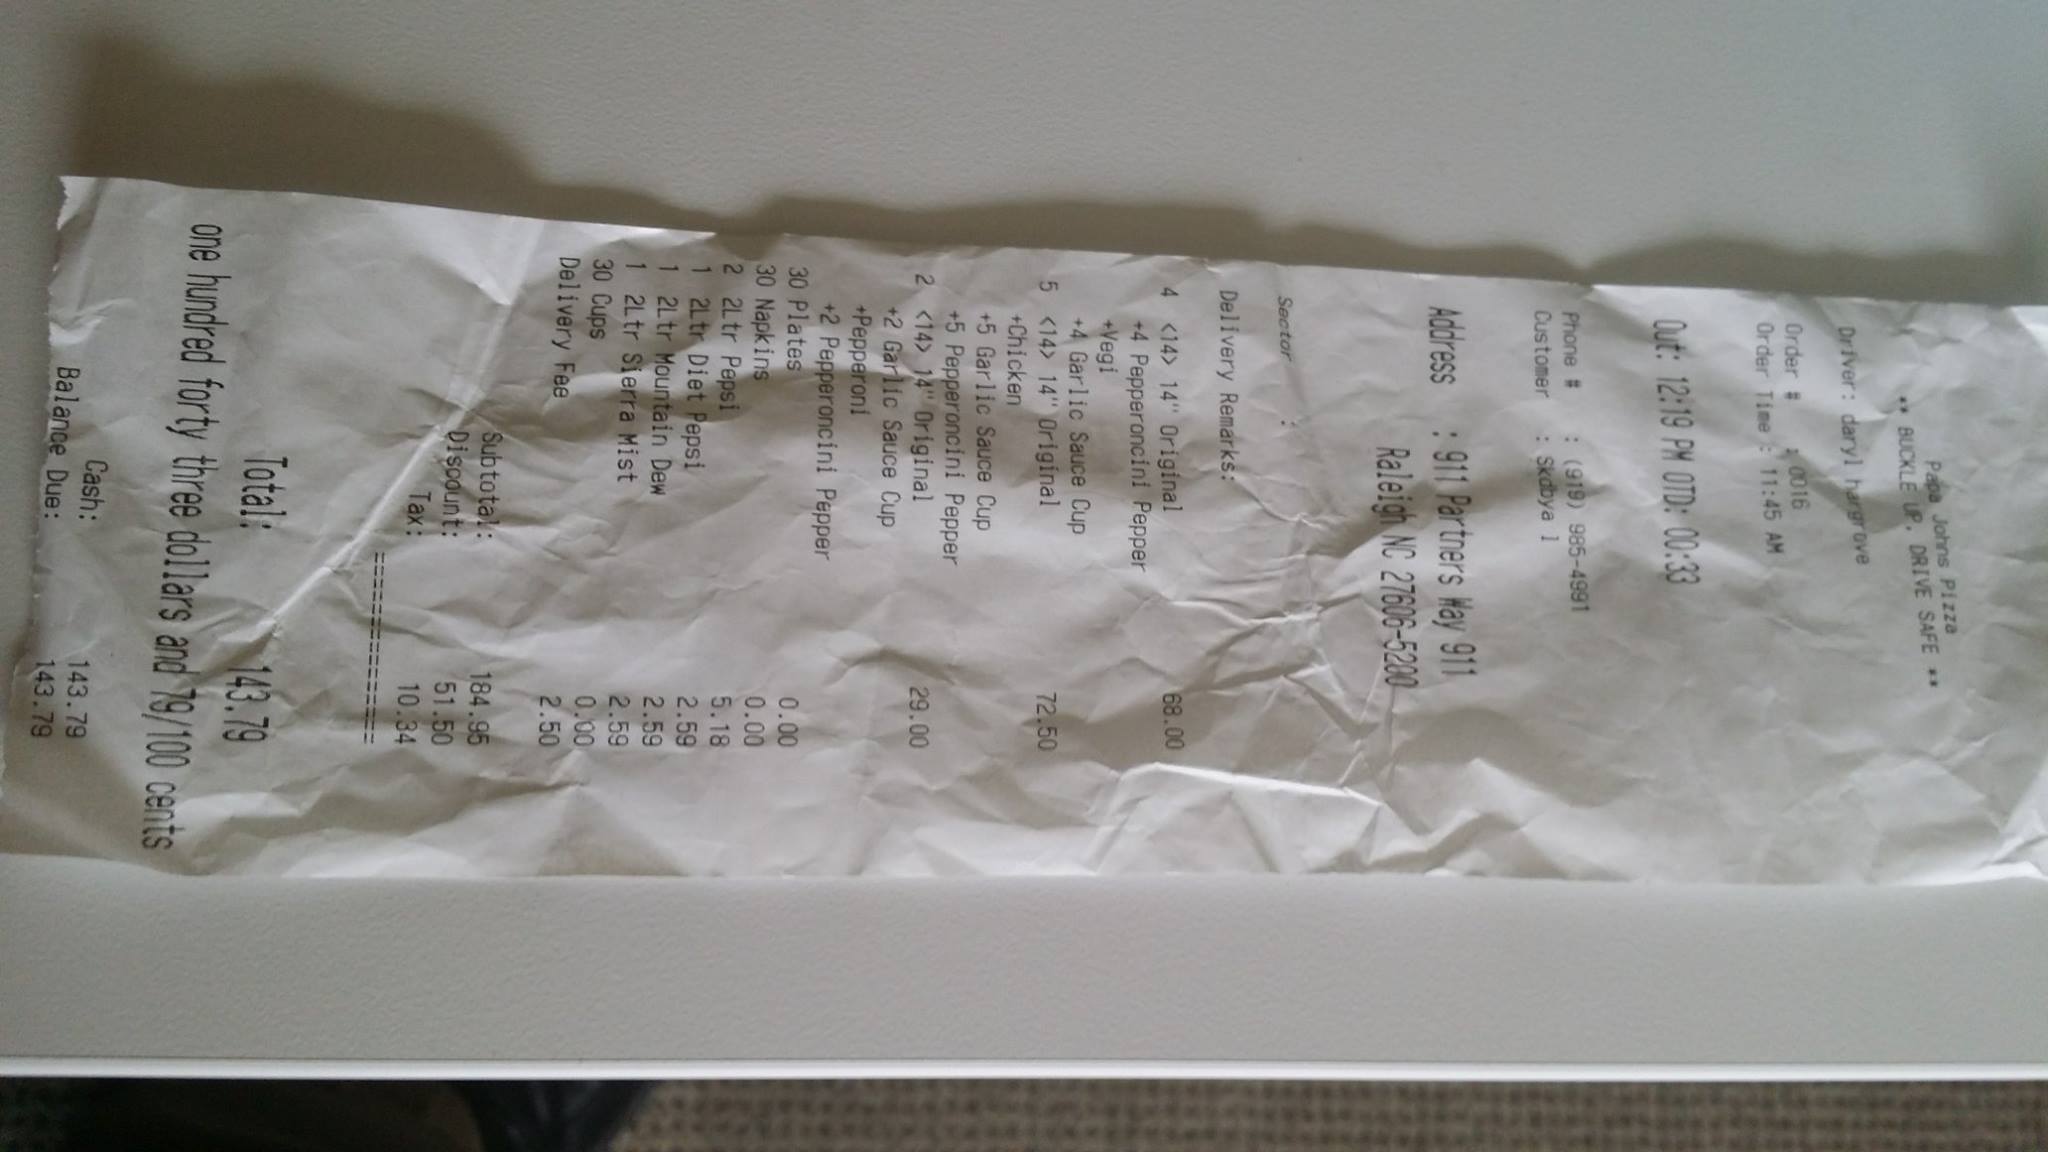 Papa Johns Pizza
** BUCKLE UP. DRIVE SAFE **
Driver: daryl hargrove
Order # : 0016
Order Time : 11:45 AM
Out: 12:19 PM OTD: 00:33
Phone # : (919) 985-4991
Customer : Skdbya 1
Address : 911 Partners Way 911
Raleigh NC 27606-5200
Sector :
Delivery Remarks:
4 <14> 14" Original 68.00
+4 Pepperoncini Pepper
+Vegi
+4 Garlic Sauce Cup
5 <14> 14" Original 72.50
+Chicken
+5 Garlic Sauce Cup
+5 Pepperoncini Pepper
2 <14> 14" Original 29.00
+2 Garlic Sauce Cup
+Pepperoni
+2 Pepperoncini Pepper
30 Plates 0.00
30 Napkins 0.00
2 2Ltr Pepsi 5.18
1 2Ltr Diet Pepsi 2.59
1 2Ltr Mountain Dew 2.59
1 2Ltr Sierra Mist 2.59
30 Cups 0.00
Delivery Fee 2.50
Subtotal: 184.95
Discount: 51.50
Tax: 10.34
============
Total: 143.79
one hundred forty three dollars and 79/100 cents
Cash: 143.79
Balance Due: 143.79